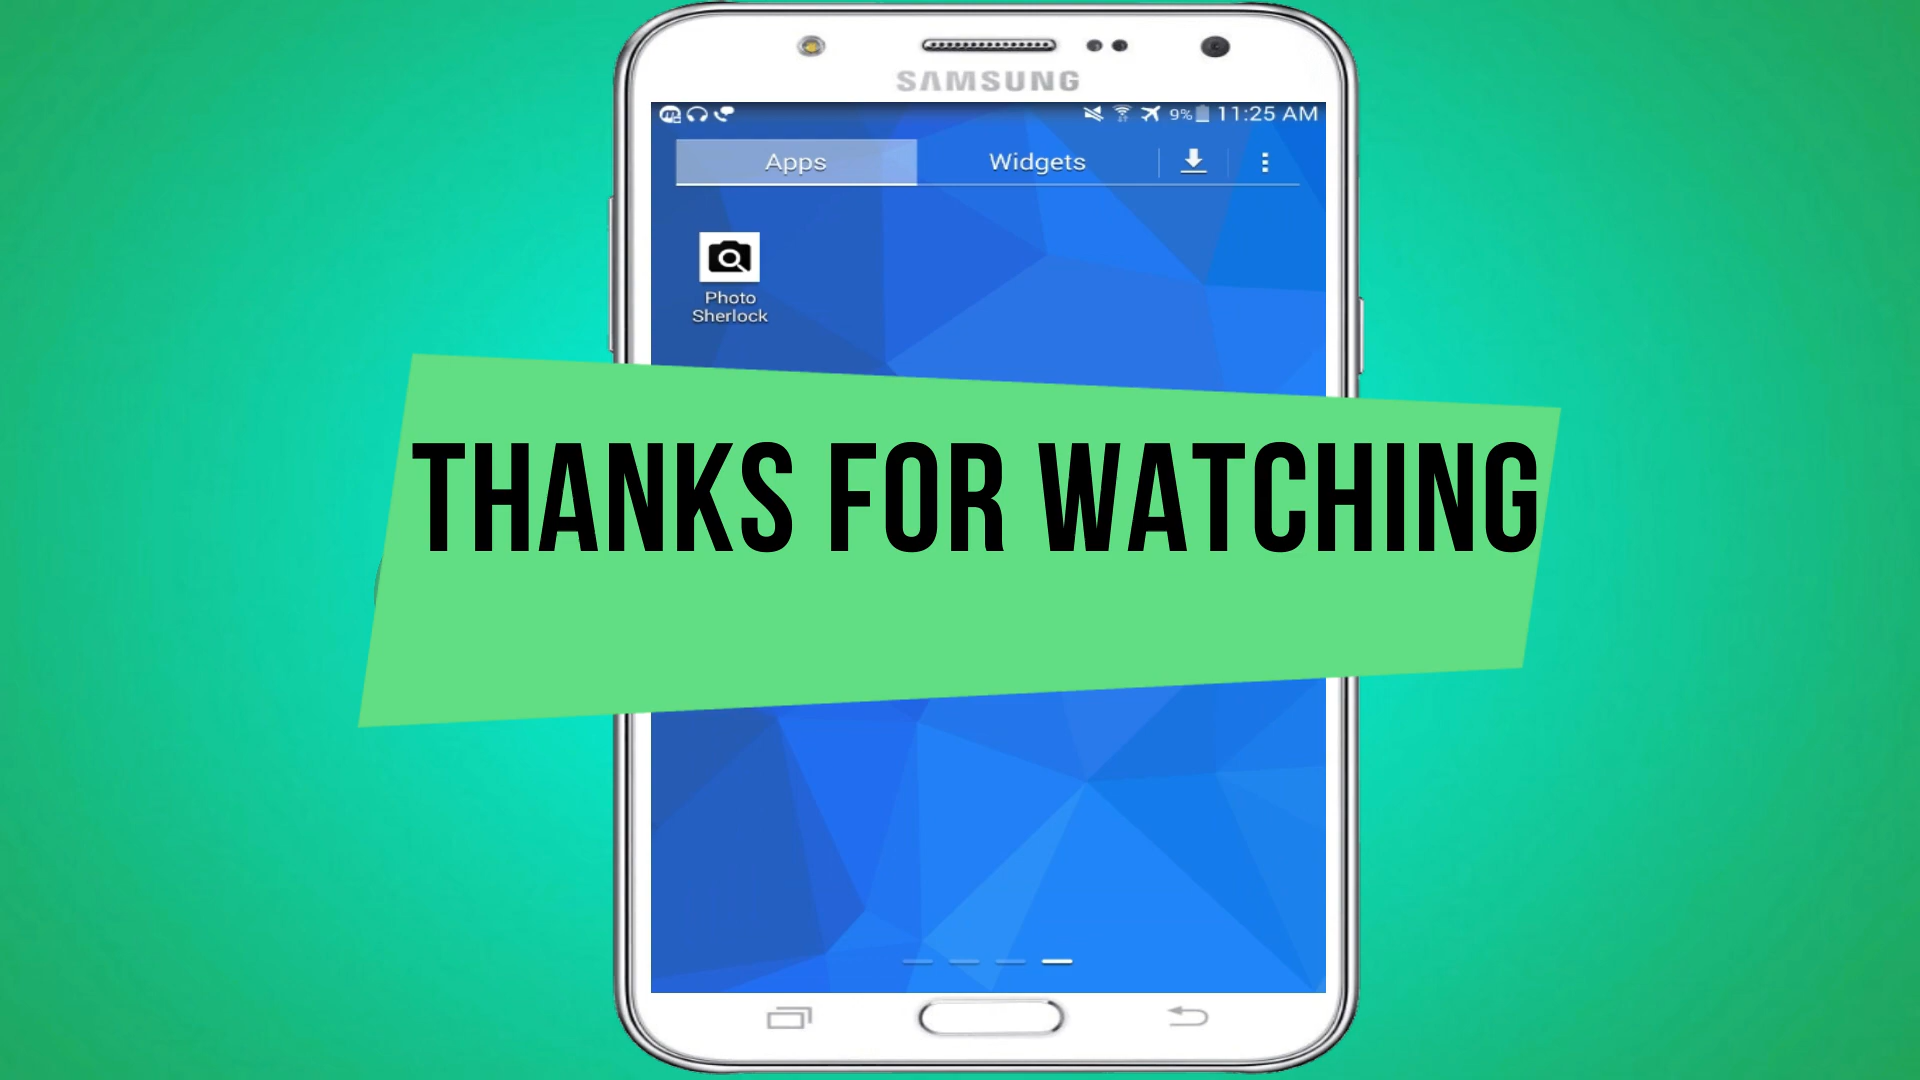 SAMSUNG
9% 11:25 AM
Apps Widgets
Photo
Sherlock
THANKS FOR WATCHING